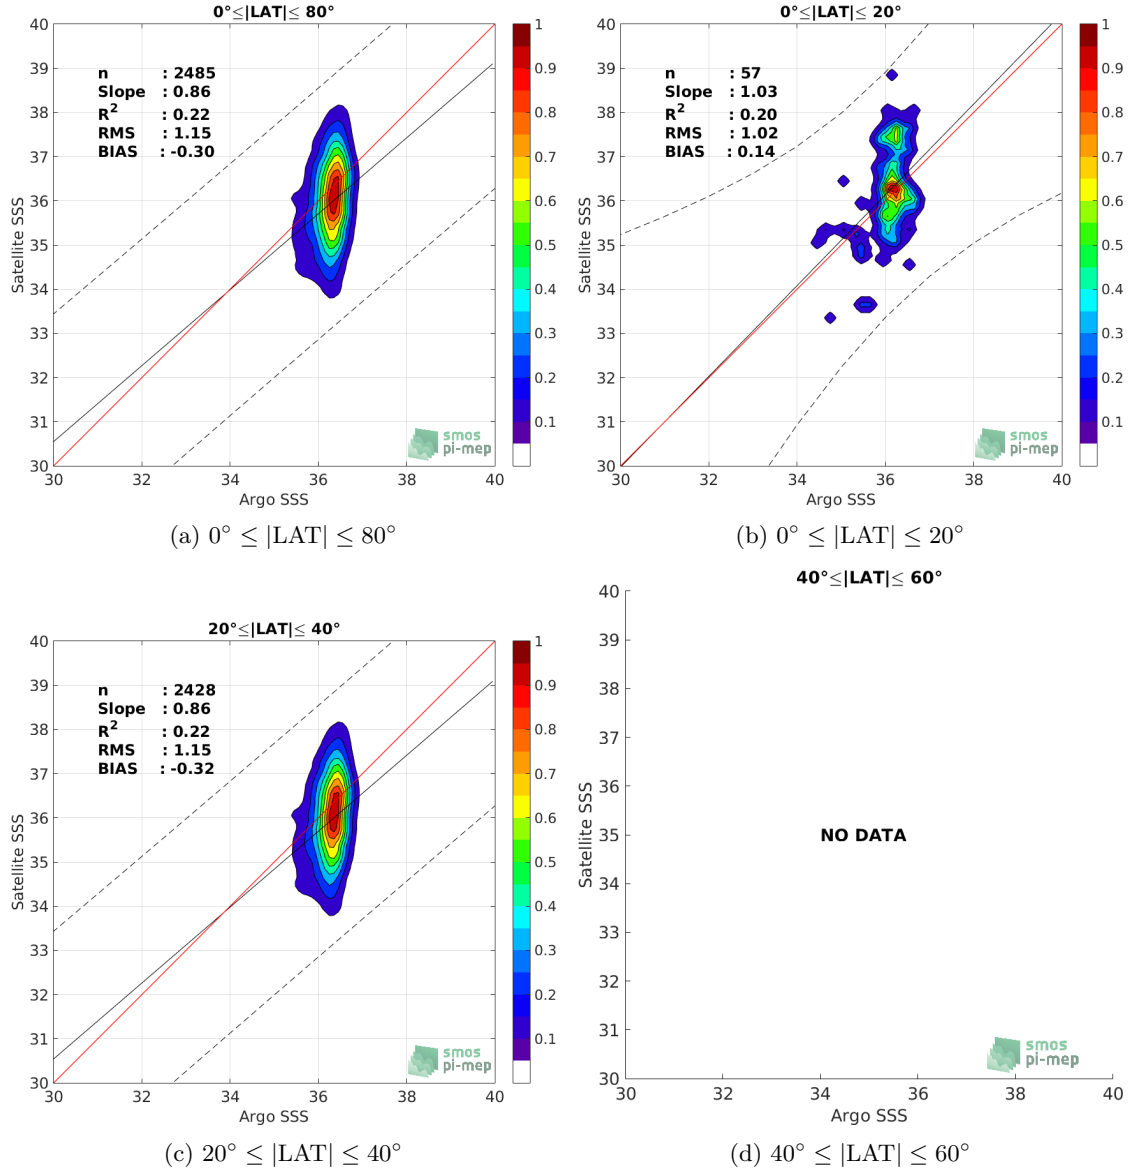 0°≤|LAT|≤ 80°
40
39
38
37
36
35
34
33
32
31
30
Satellite SSS
n : 2485
Slope : 0.86
R² : 0.22
RMS : 1.15
BIAS : -0.30
30 32 34 36 38 40
Argo SSS
smos
pi-mep
1
0.9
0.8
0.7
0.6
0.5
0.4
0.3
0.2
0.1
(a) 0° ≤ |LAT| ≤ 80°
0°≤|LAT|≤ 20°
40
39
38
37
36
35
34
33
32
31
30
Satellite SSS
n : 57
Slope : 1.03
R² : 0.20
RMS : 1.02
BIAS : 0.14
30 32 34 36 38 40
Argo SSS
smos
pi-mep
1
0.9
0.8
0.7
0.6
0.5
0.4
0.3
0.2
0.1
(b) 0° ≤ |LAT| ≤ 20°
20°≤|LAT|≤ 40°
40
39
38
37
36
35
34
33
32
31
30
Satellite SSS
n : 2428
Slope : 0.86
R² : 0.22
RMS : 1.15
BIAS : -0.32
30 32 34 36 38 40
Argo SSS
smos
pi-mep
1
0.9
0.8
0.7
0.6
0.5
0.4
0.3
0.2
0.1
(c) 20° ≤ |LAT| ≤ 40°
40°≤|LAT|≤ 60°
40
39
38
37
36
35
34
33
32
31
30
Satellite SSS
NO DATA
30 32 34 36 38 40
Argo SSS
smos
pi-mep
(d) 40° ≤ |LAT| ≤ 60°